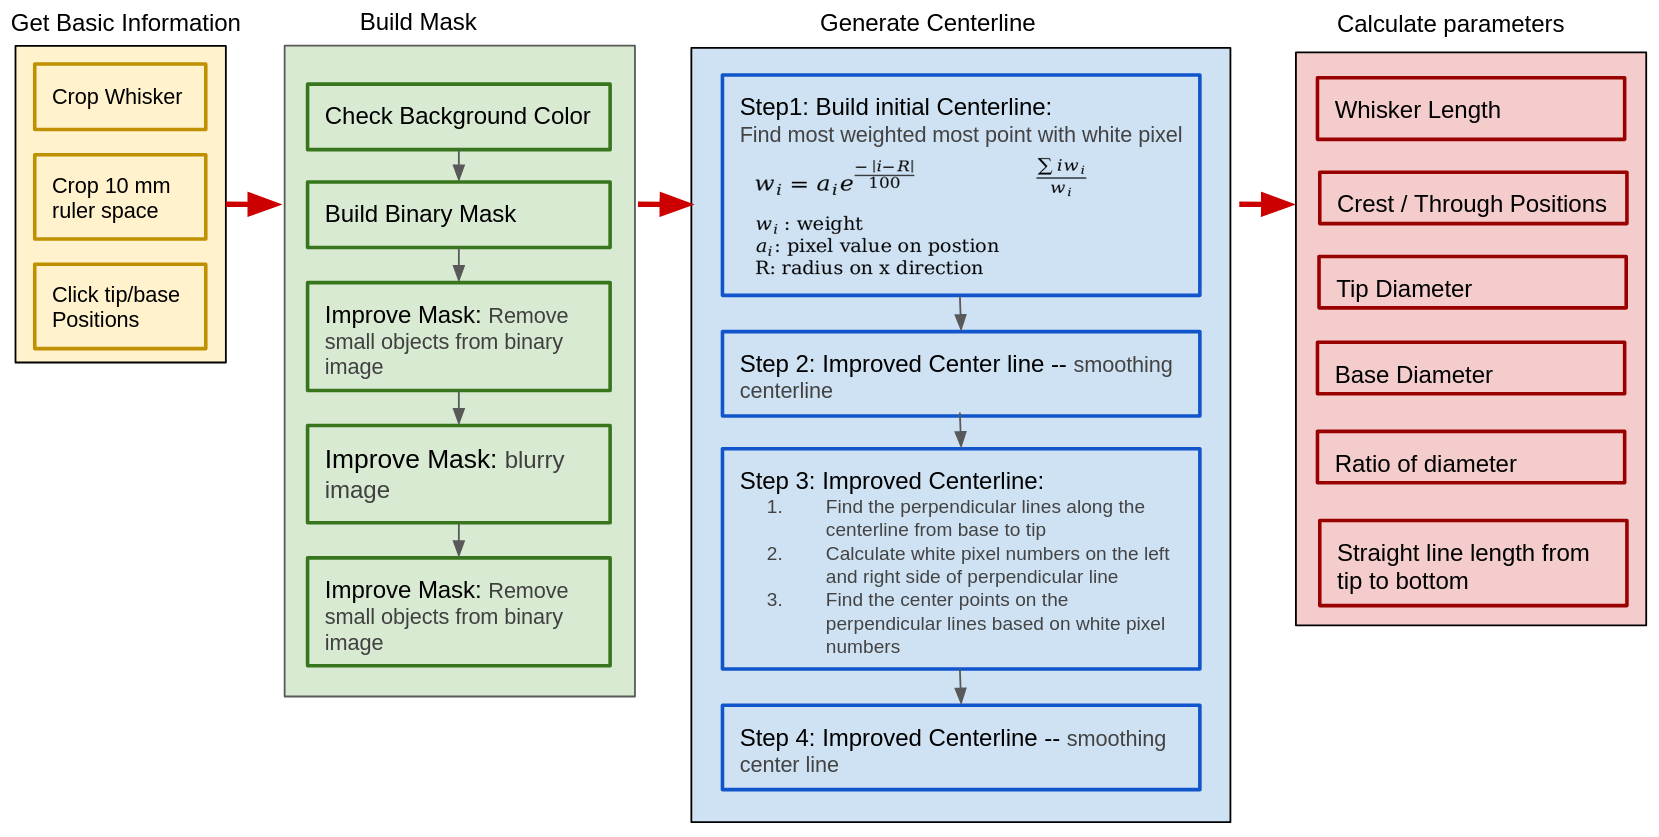 Get Basic Information
Crop Whisker
Crop 10 mm
ruler space
Click tip/base
Positions
Build Mask
Check Background Color
Build Binary Mask
Improve Mask: Remove
small objects from binary
image
Improve Mask: blurry
image
Improve Mask: Remove
small objects from binary
image
Generate Centerline
Step1: Build initial Centerline:
Find most weighted most point with white pixel
w_i = a_i e^{\frac{-|i-R|}{100}} \frac{\sum iw_i}{w_i}
w_i : weight
a_i: pixel value on postion
R: radius on x direction
Step 2: Improved Center line -- smoothing
centerline
Step 3: Improved Centerline:
1. Find the perpendicular lines along the
centerline from base to tip
2. Calculate white pixel numbers on the left
and right side of perpendicular line
3. Find the center points on the
perpendicular lines based on white pixel
numbers
Step 4: Improved Centerline -- smoothing
center line
Calculate parameters
Whisker Length
Crest / Through Positions
Tip Diameter
Base Diameter
Ratio of diameter
Straight line length from
tip to bottom